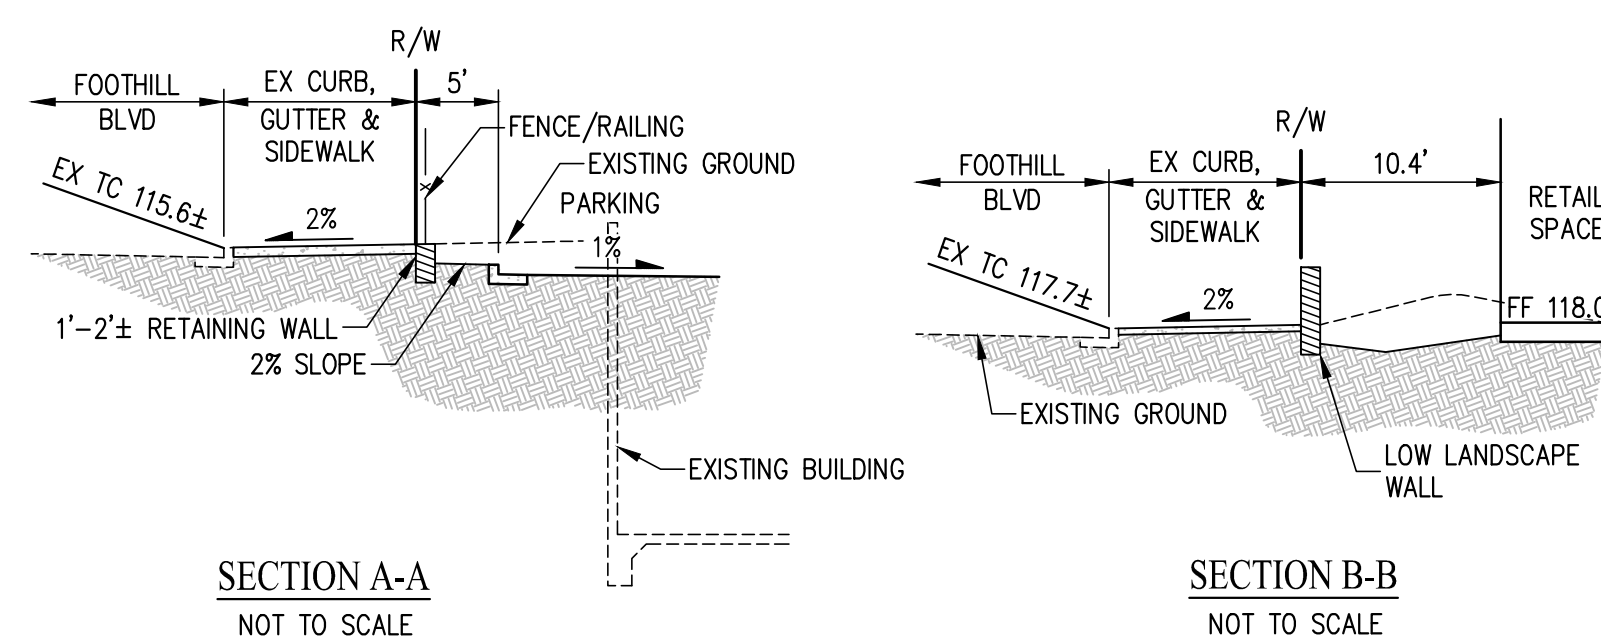 R/W
FOOTHILL
BLVD
EX CURB,
GUTTER &
SIDEWALK
5'
FENCE/RAILING
EXISTING GROUND
PARKING
EX TC 115.6±
2%
1%
x
1'-2'± RETAINING WALL
2% SLOPE
EXISTING BUILDING
SECTION A-A
NOT TO SCALE
R/W
FOOTHILL
BLVD
EX CURB,
GUTTER &
SIDEWALK
10.4'
RETAIL
SPACE
EX TC 117.7±
2%
FF 118.0
EXISTING GROUND
LOW LANDSCAPE
WALL
SECTION B-B
NOT TO SCALE